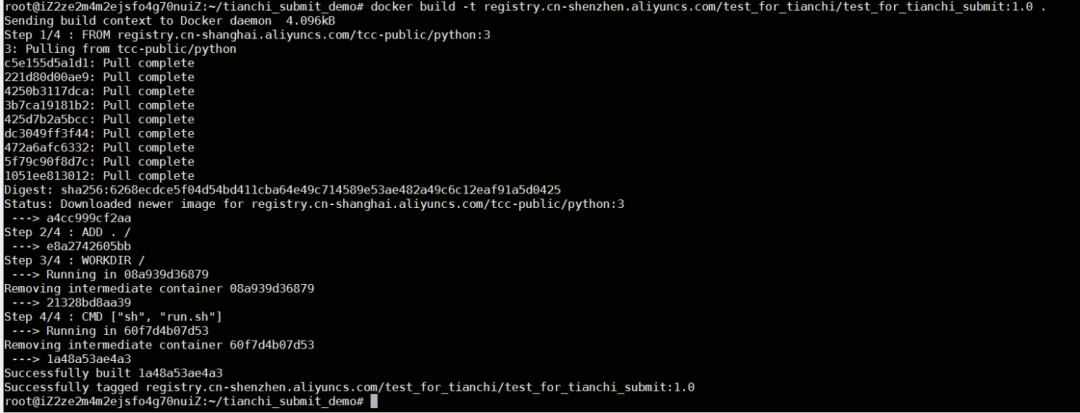 root@iZ2ze2m4m2ejsfo4g70nuiZ:~/tianchi_submit_demo# docker build -t registry.cn-shenzhen.aliyuncs.com/test_for_tianchi/test_for_tianchi_submit:1.0 .
Sending build context to Docker daemon  4.096kB
Step 1/4 : FROM registry.cn-shanghai.aliyuncs.com/tcc-public/python:3
3: Pulling from tcc-public/python
c5e155d5a1d1: Pull complete
221d80d00ae9: Pull complete
4250b3117dca: Pull complete
3b7ca19181b2: Pull complete
425d7b2a5bcc: Pull complete
dc3049ff3f44: Pull complete
472a6afc6332: Pull complete
5f79c90f8d7c: Pull complete
1051ee813012: Pull complete
Digest: sha256:6268ecdce5f04d54bd411cba64e49c714589e53ae482a49c6c12eaf91a5d0425
Status: Downloaded newer image for registry.cn-shanghai.aliyuncs.com/tcc-public/python:3
 ---> a4cc999cf2aa
Step 2/4 : ADD . /
 ---> e8a2742605bb
Step 3/4 : WORKDIR /
 ---> Running in 08a939d36879
Removing intermediate container 08a939d36879
 ---> 21328bd8aa39
Step 4/4 : CMD ["sh", "run.sh"]
 ---> Running in 60f7d4b07d53
Removing intermediate container 60f7d4b07d53
 ---> 1a48a53ae4a3
Successfully built 1a48a53ae4a3
Successfully tagged registry.cn-shenzhen.aliyuncs.com/test_for_tianchi/test_for_tianchi_submit:1.0
root@iZ2ze2m4m2ejsfo4g70nuiZ:~/tianchi_submit_demo#